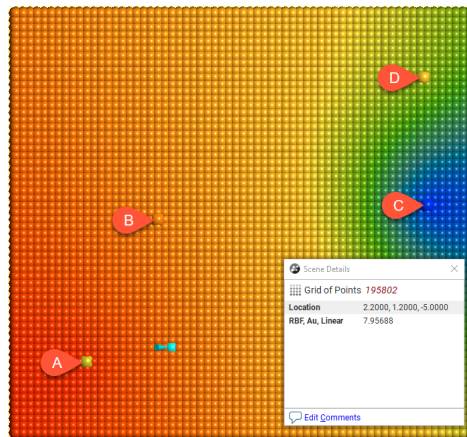 D
C
B
A
Scene Details
Grid of Points 195802
Location 2.2000, 1.2000, -5.0000
RBF, Au, Linear 7.95688
Edit Comments